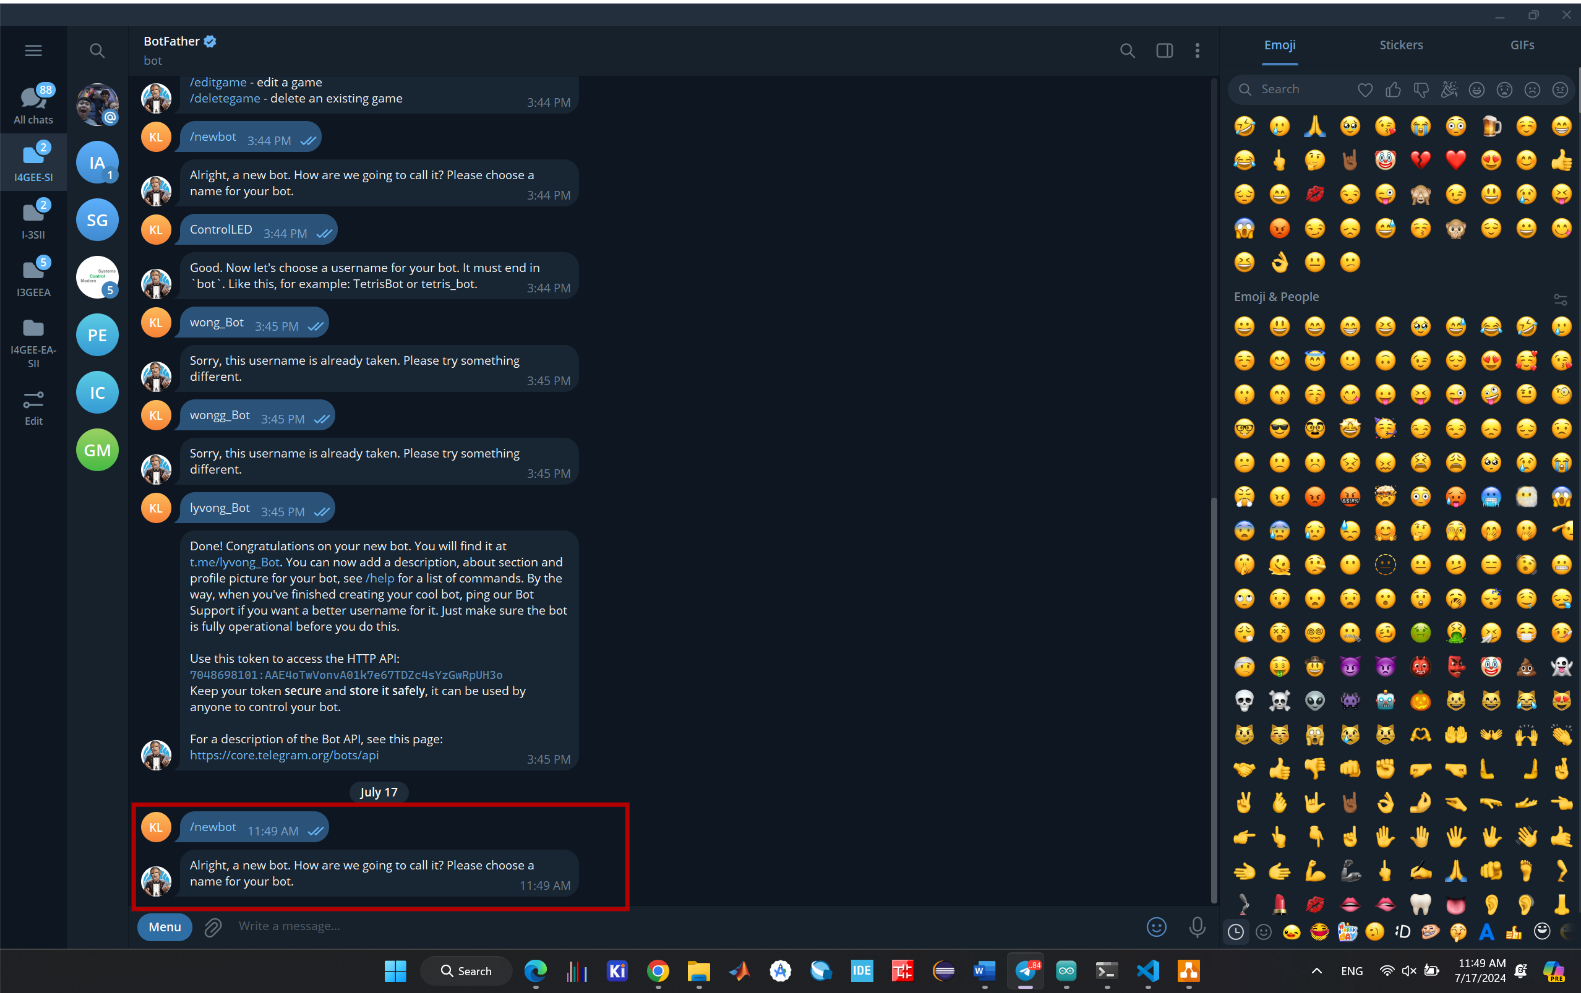 BotFather
bot
Emoji
Stickers
GIFs
Search
88
All chats
2
I4GEE-SI
2
I-3SII
5
I3GEEA
I4GEE-EA-
SII
Edit
@
IA
1
SG
5
PE
IC
GM
/editgame - edit a game
/deletegame - delete an existing game
3:44 PM
KL
/newbot 3:44 PM
Alright, a new bot. How are we going to call it? Please choose a
name for your bot.
3:44 PM
KL
ControlLED 3:44 PM
Good. Now let's choose a username for your bot. It must end in
`bot`. Like this, for example: TetrisBot or tetris_bot.
3:44 PM
KL
wong_Bot 3:45 PM
Sorry, this username is already taken. Please try something
different.
3:45 PM
KL
wongg_Bot 3:45 PM
Sorry, this username is already taken. Please try something
different.
3:45 PM
KL
lyvong_Bot 3:45 PM
Done! Congratulations on your new bot. You will find it at
t.me/lyvong_Bot. You can now add a description, about section and
profile picture for your bot, see /help for a list of commands. By the
way, when you've finished creating your cool bot, ping our Bot
Support if you want a better username for it. Just make sure the bot
is fully operational before you do this.
Use this token to access the HTTP API:
7048698101:AAE4oTwVonvA01k7e67TDZc4sYzGwRpUH3o
Keep your token secure and store it safely, it can be used by
anyone to control your bot.
For a description of the Bot API, see this page:
https://core.telegram.org/bots/api
3:45 PM
July 17
KL
/newbot 11:49 AM
Alright, a new bot. How are we going to call it? Please choose a
name for your bot.
11:49 AM
Menu
Write a message...
Emoji & People
Search
Ki
IDE
94
ENG
11:49 AM
7/17/2024